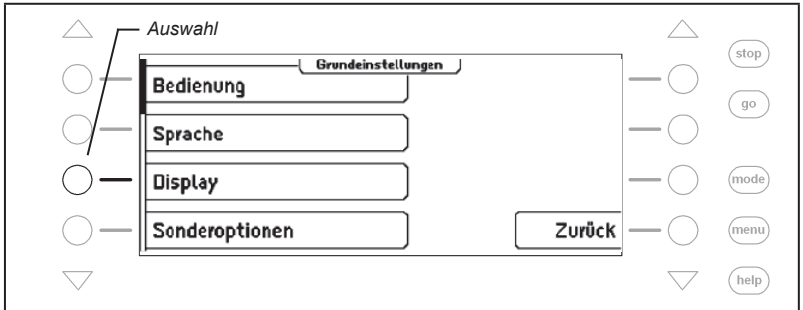 Auswahl
Grundeinstellungen
Bedienung
Sprache
Display
Sonderoptionen
Zurück
stop
go
mode
menu
help